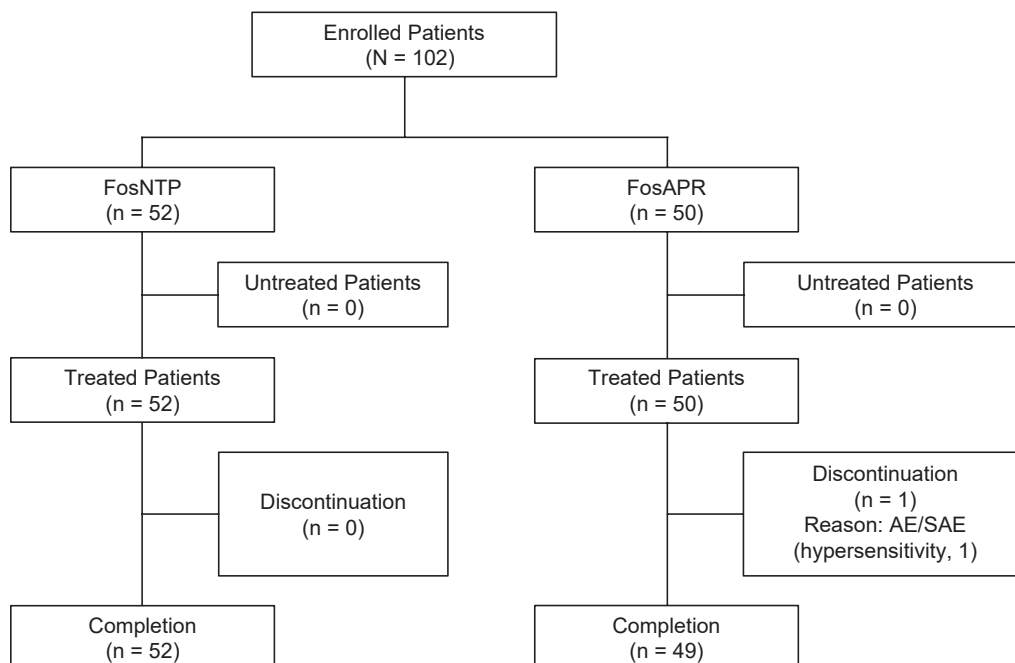 Enrolled Patients
(N = 102)
FosNTP
(n = 52)
FosAPR
(n = 50)
Untreated Patients
(n = 0)
Untreated Patients
(n = 0)
Treated Patients
(n = 52)
Treated Patients
(n = 50)
Discontinuation
(n = 0)
Discontinuation
(n = 1)
Reason: AE/SAE
(hypersensitivity, 1)
Completion
(n = 52)
Completion
(n = 49)